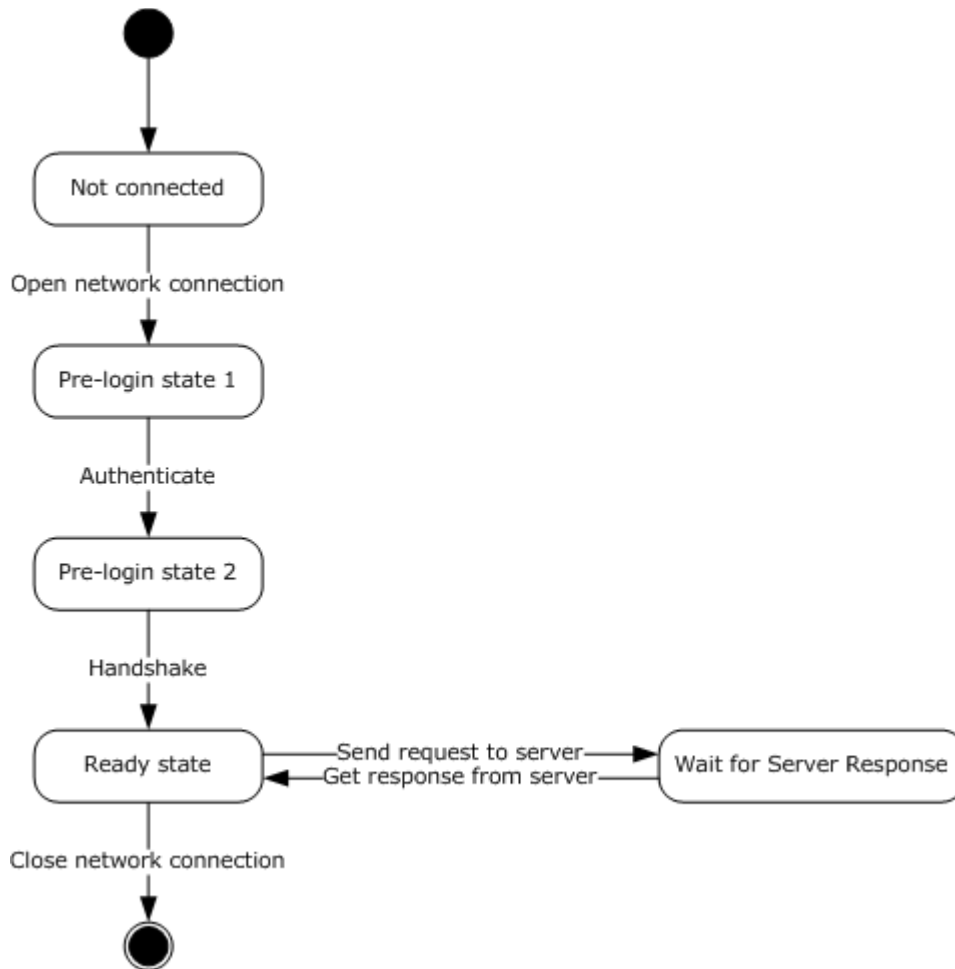 Not connected
Open network connection
Pre-login state 1
Authenticate
Pre-login state 2
Handshake
Ready state
Send request to server
Get response from server
Wait for Server Response
Close network connection